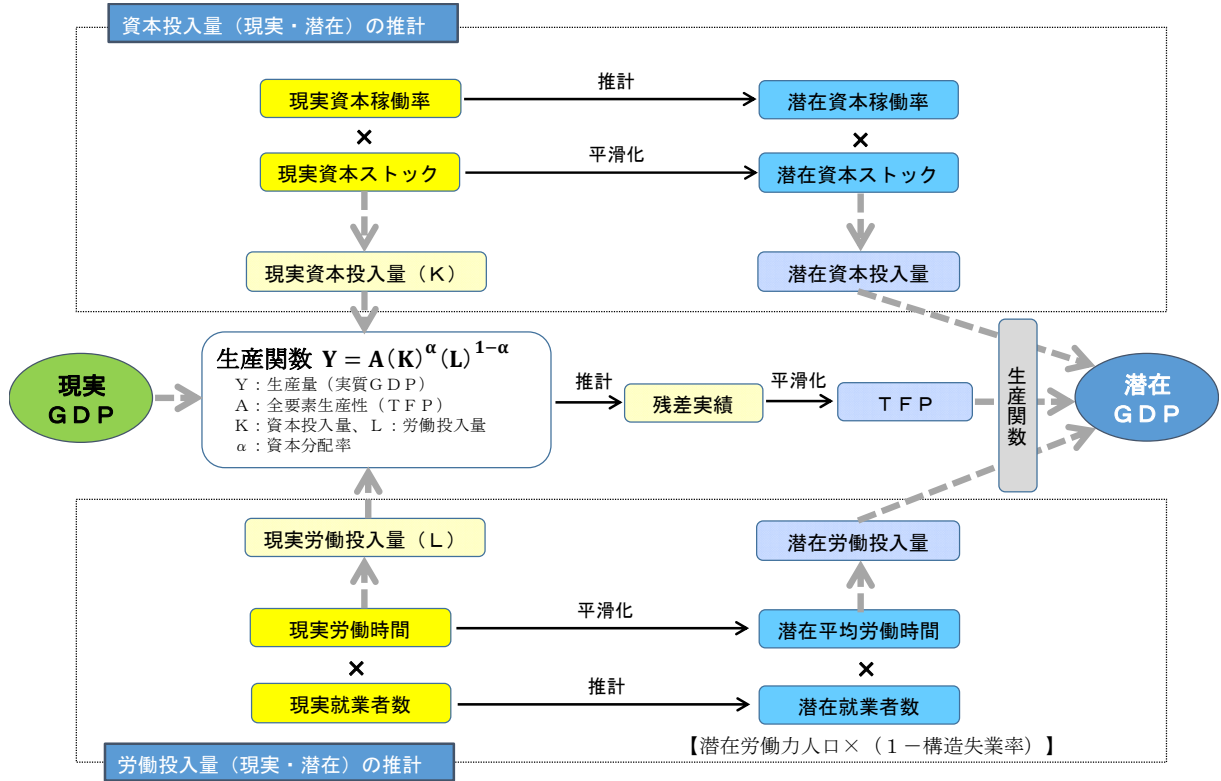 資本投入量（現実・潜在）の推計
現実資本稼働率
推計
潜在資本稼働率
×
×
現実資本ストック
平滑化
潜在資本ストック
現実資本投入量（Ｋ）
潜在資本投入量
現実
ＧＤＰ
生産関数 Y = A(K)^α(L)^1−α
Ｙ：生産量（実質ＧＤＰ）
Ａ：全要素生産性（ＴＦＰ）
Ｋ：資本投入量、Ｌ：労働投入量
α：資本分配率
推計
残差実績
平滑化
ＴＦＰ
生産関数
潜在
ＧＤＰ
現実労働投入量（Ｌ）
潜在労働投入量
現実労働時間
平滑化
潜在平均労働時間
×
×
現実就業者数
推計
潜在就業者数
【潜在労働力人口×（１－構造失業率）】
労働投入量（現実・潜在）の推計